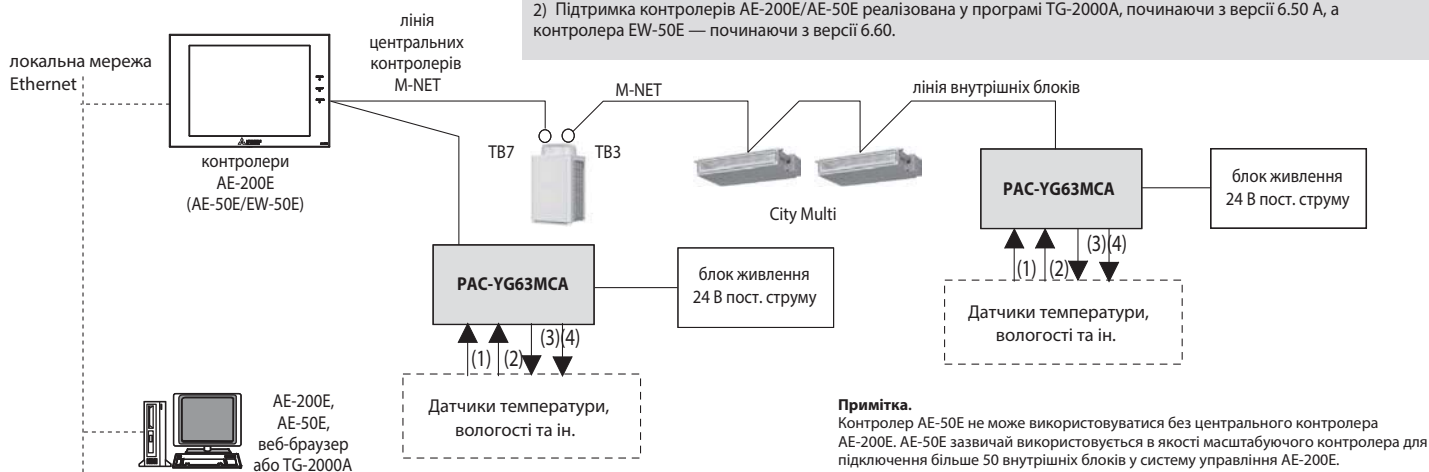 2) Підтримка контролерів AE-200E/AE-50E реалізована у програмі TG-2000A, починаючи з версії 6.50 A, а
контролера EW-50E — починаючи з версії 6.60.
локальна мережа
Ethernet
лінія
центральних
контролерів
M-NET
контролери
AE-200E
(AE-50E/EW-50E)
M-NET
лінія внутрішніх блоків
TB7
TB3
City Multi
PAC-YG63MCA
блок живлення
24 В пост. струму
(1)
(2)
(3)
(4)
Датчики температури,
вологості та ін.
PAC-YG63MCA
блок живлення
24 В пост. струму
(1)
(2)
(3)
(4)
Датчики температури,
вологості та ін.
AE-200E,
AE-50E,
веб-браузер
або TG-2000A
Примітка.
Контролер AE-50E не може використовуватися без центрального контролера
AE-200E. AE-50E зазвичай використовується в якості масштабуючого контролера для
підключення більше 50 внутрішніх блоків у систему управління AE-200E.